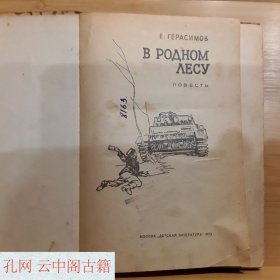 Е. ГЕРАСИМОВ
В РОДНОМ
ЛЕСУ
ПОВЕСТЬ
МОСКВА „ДЕТСКАЯ ЛИТЕРАТУРА"
孔网 云中阁古籍